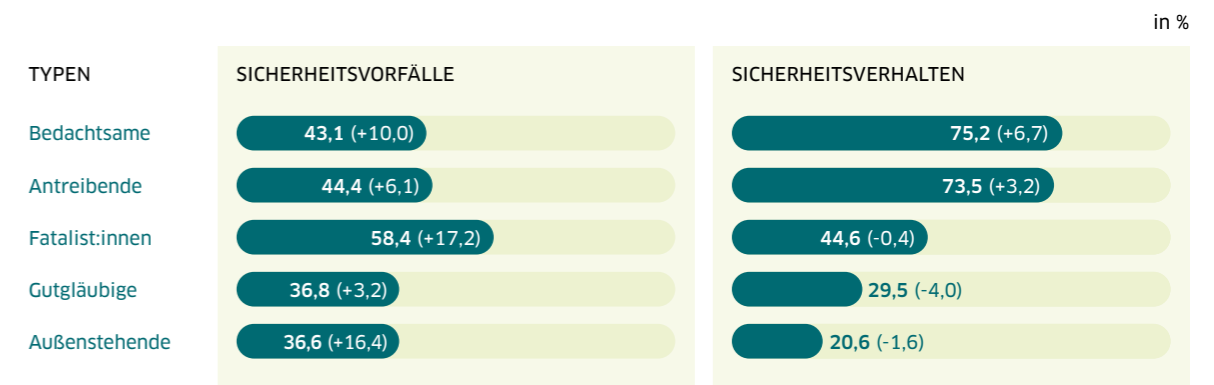 in %
TYPEN SICHERHEITSVORFÄLLE SICHERHEITSVERHALTEN
Bedachtsame 43,1 (+10,0) 75,2 (+6,7)
Antreibende 44,4 (+6,1) 73,5 (+3,2)
Fatalist:innen 58,4 (+17,2) 44,6 (-0,4)
Gutgläubige 36,8 (+3,2) 29,5 (-4,0)
Außenstehende 36,6 (+16,4) 20,6 (-1,6)